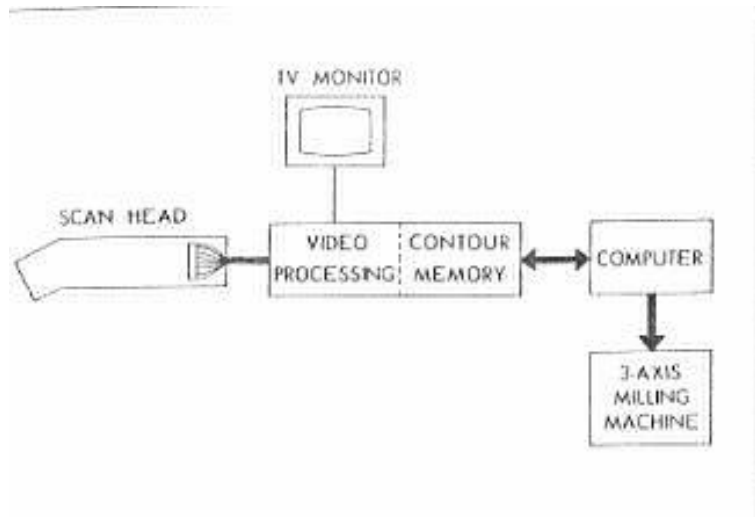 TV MONITOR
SCAN HEAD
VIDEO
PROCESSING
CONTOUR
MEMORY
COMPUTER
3-AXIS
MILLING
MACHINE